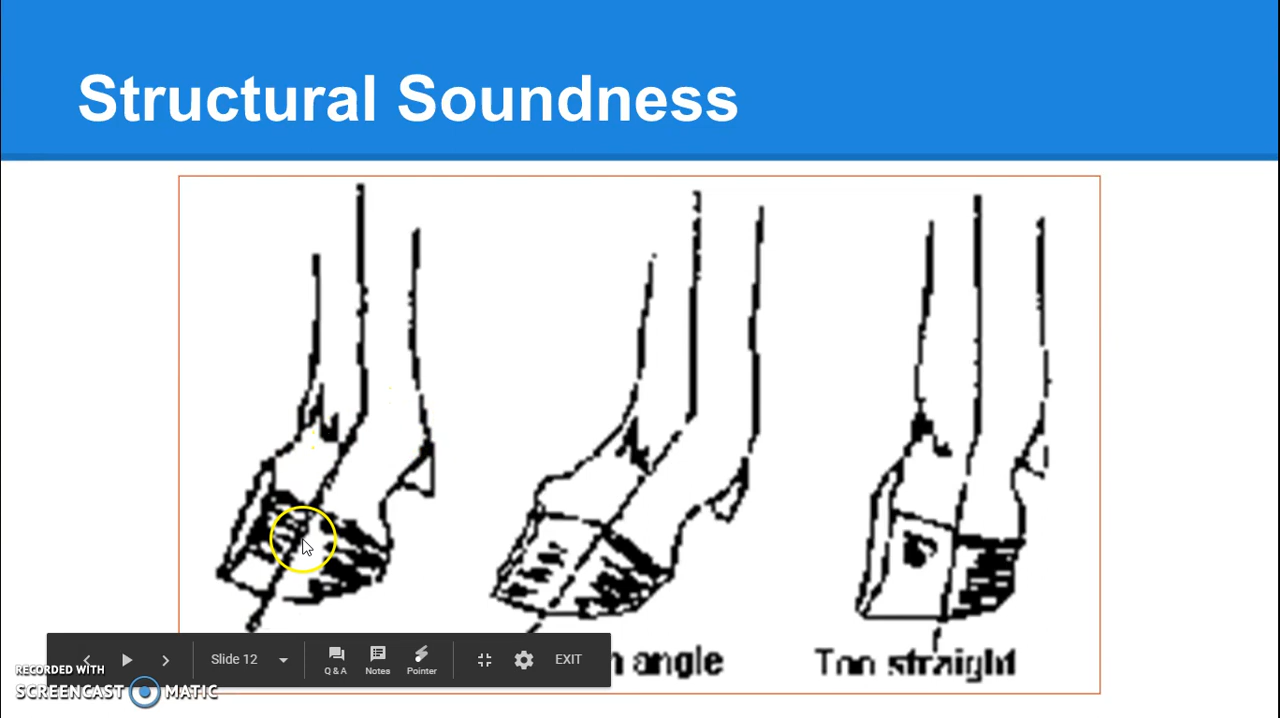 Structural Soundness
angle
Too straight
Slide 12
Q & A
Notes
Pointer
EXIT
RECORDED WITH
SCREENCAST MATIC